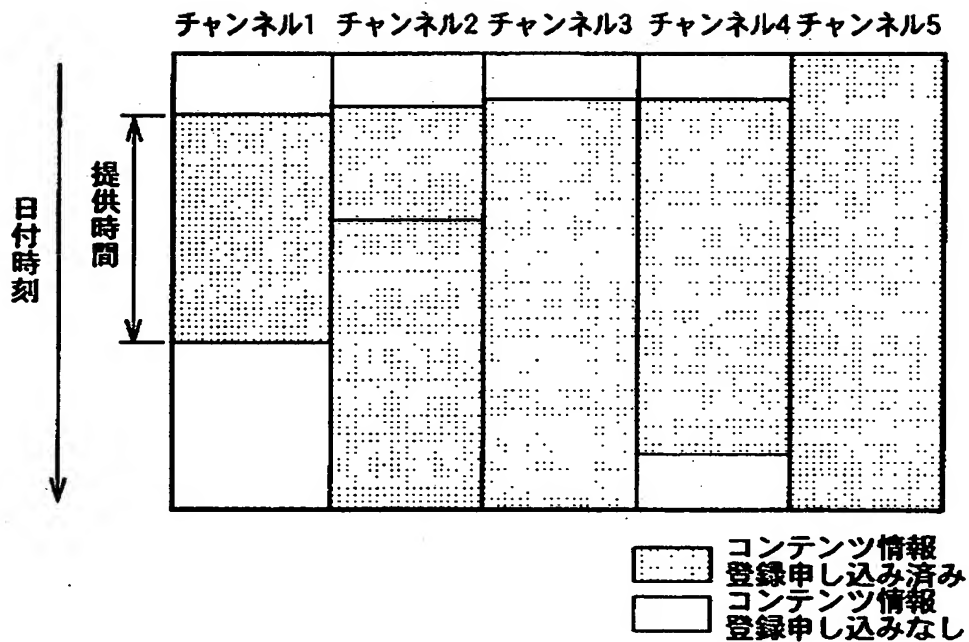 チャンネル1 チャンネル2 チャンネル3 チャンネル4 チャンネル5
提供時間
日付時刻
コンテンツ情報
登録申し込み済み
コンテンツ情報
登録申し込みなし